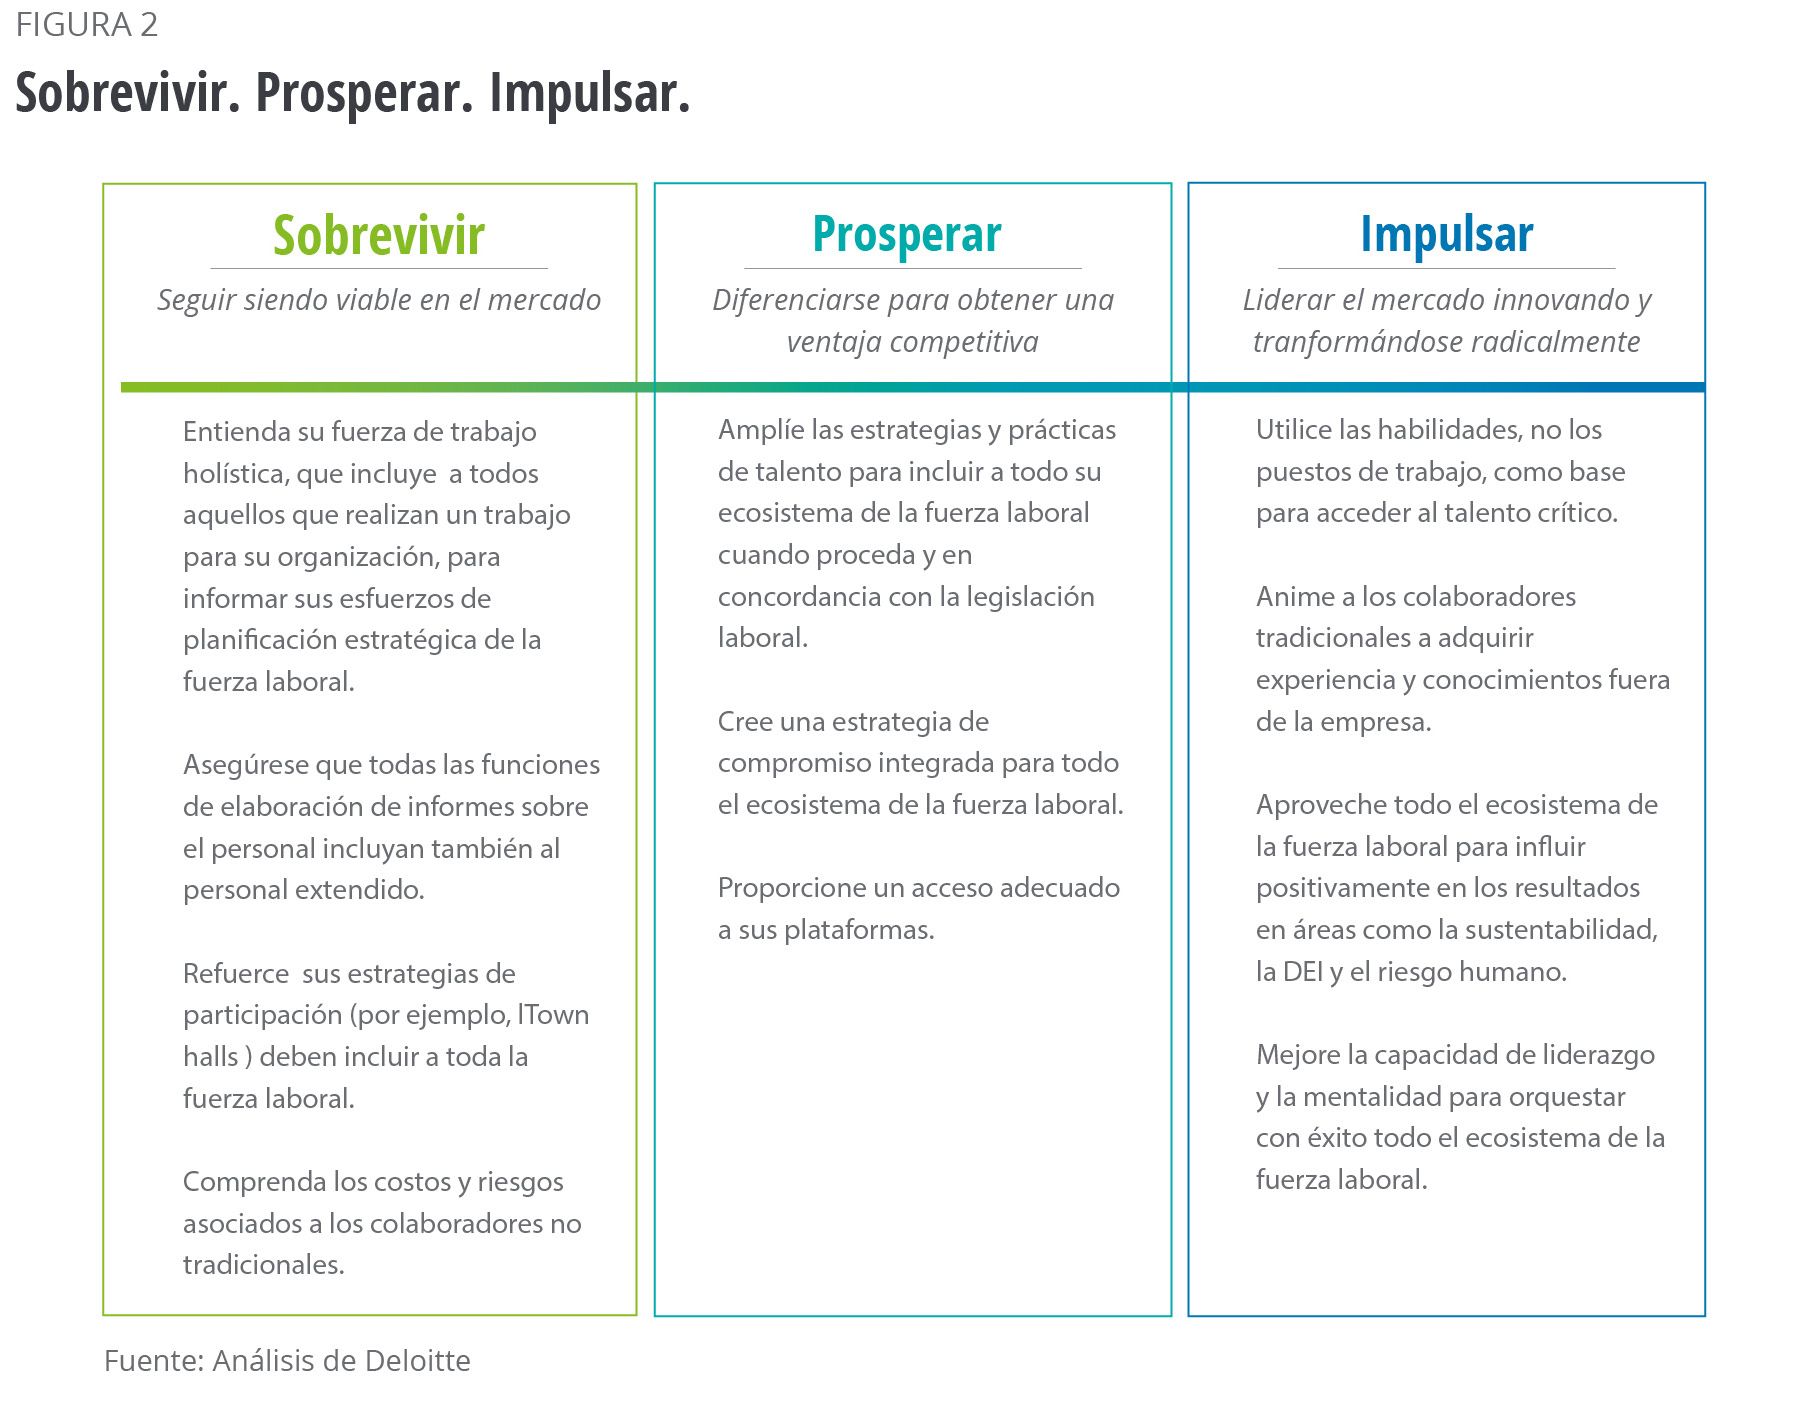 FIGURA 2
Sobrevivir. Prosperar. Impulsar.
Sobrevivir
Seguir siendo viable en el mercado
Entienda su fuerza de trabajo
holística, que incluye  a todos
aquellos que realizan un trabajo
para su organización, para
informar sus esfuerzos de
planificación estratégica de la
fuerza laboral.
Asegúrese que todas las funciones
de elaboración de informes sobre
el personal incluyan también al
personal extendido.
Refuerce  sus estrategias de
participación (por ejemplo, lTown
halls ) deben incluir a toda la
fuerza laboral.
Comprenda los costos y riesgos
asociados a los colaboradores no
tradicionales.
Prosperar
Diferenciarse para obtener una
ventaja competitiva
Amplíe las estrategias y prácticas
de talento para incluir a todo su
ecosistema de la fuerza laboral
cuando proceda y en
concordancia con la legislación
laboral.
Cree una estrategia de
compromiso integrada para todo
el ecosistema de la fuerza laboral.
Proporcione un acceso adecuado
a sus plataformas.
Impulsar
Liderar el mercado innovando y
tranformándose radicalmente
Utilice las habilidades, no los
puestos de trabajo, como base
para acceder al talento crítico.
Anime a los colaboradores
tradicionales a adquirir
experiencia y conocimientos fuera
de la empresa.
Aproveche todo el ecosistema de
la fuerza laboral para influir
positivamente en los resultados
en áreas como la sustentabilidad,
la DEI y el riesgo humano.
Mejore la capacidad de liderazgo
y la mentalidad para orquestar
con éxito todo el ecosistema de la
fuerza laboral.
Fuente: Análisis de Deloitte